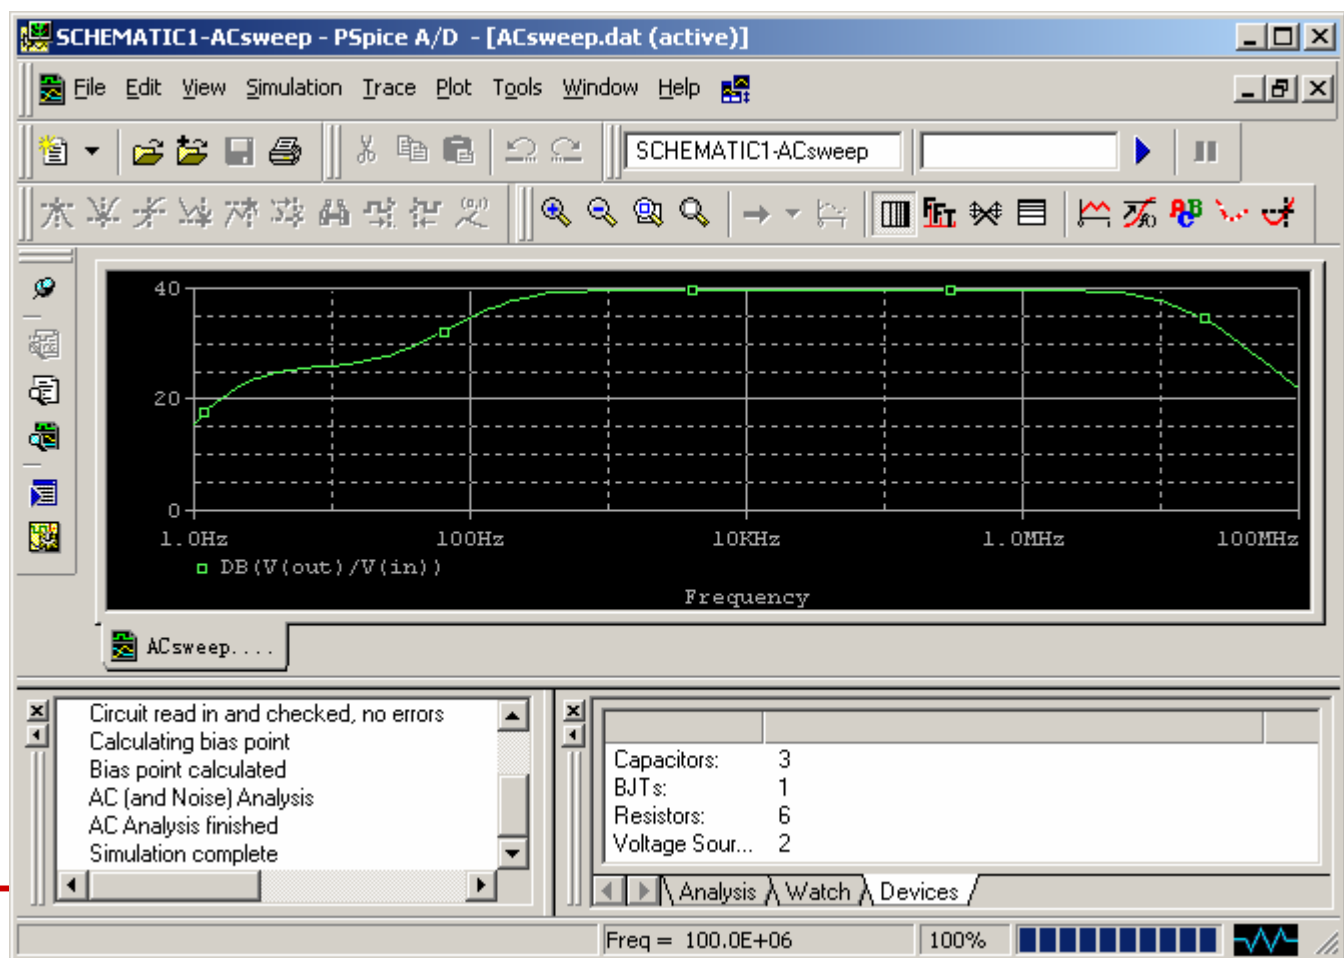 SCHEMATIC1-ACsweep - PSpice A/D - [ACsweep.dat (active)]
File Edit View Simulation Trace Plot Tools Window Help
SCHEMATIC1-ACsweep
FFT ABC
40
20
0
1.0Hz 100Hz 10KHz 1.0MHz 100MHz
DB(V(out)/V(in))
Frequency
ACsweep....
Circuit read in and checked, no errors
Calculating bias point
Bias point calculated
AC (and Noise) Analysis
AC Analysis finished
Simulation complete
Capacitors: 3
BJTs: 1
Resistors: 6
Voltage Sour... 2
Analysis Watch Devices
Freq = 100.0E+06 100%